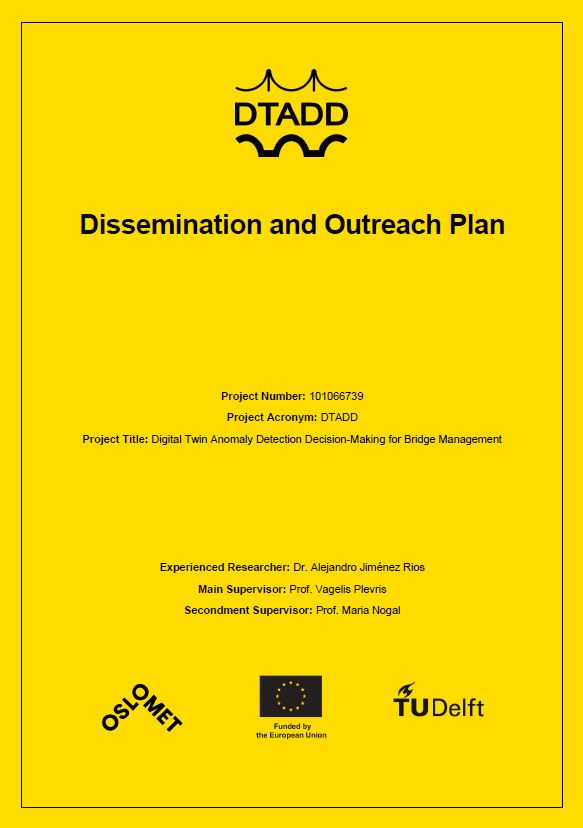 DTADD
Dissemination and Outreach Plan
Project Number: 101066739
Project Acronym: DTADD
Project Title: Digital Twin Anomaly Detection Decision-Making for Bridge Management
Experienced Researcher: Dr. Alejandro Jiménez Rios
Main Supervisor: Prof. Vagelis Plevris
Secondment Supervisor: Prof. Maria Nogal
OSLOMET
Funded by
the European Union
TUDelft